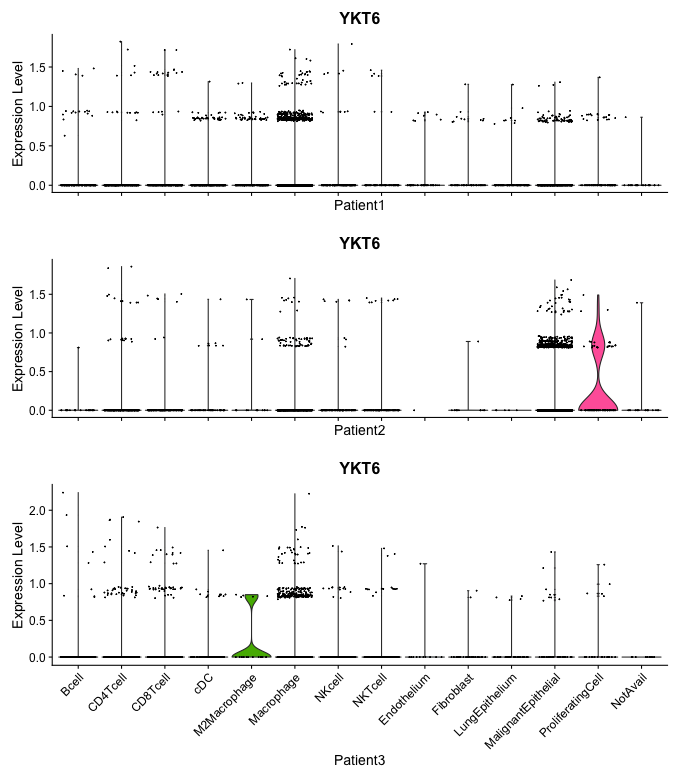 YKT6
Expression Level
1.5
1.0
0.5
0.0
Patient1
YKT6
Expression Level
1.5
1.0
0.5
0.0
Patient2
YKT6
Expression Level
2.0
1.5
1.0
0.5
0.0
Bcell
CD4Tcell
CD8Tcell
cDC
M2Macrophage
Macrophage
NKcell
NKTcell
Endothelium
Fibroblast
LungEpithelium
MalignantEpithelial
ProliferatingCell
NotAvail
Patient3